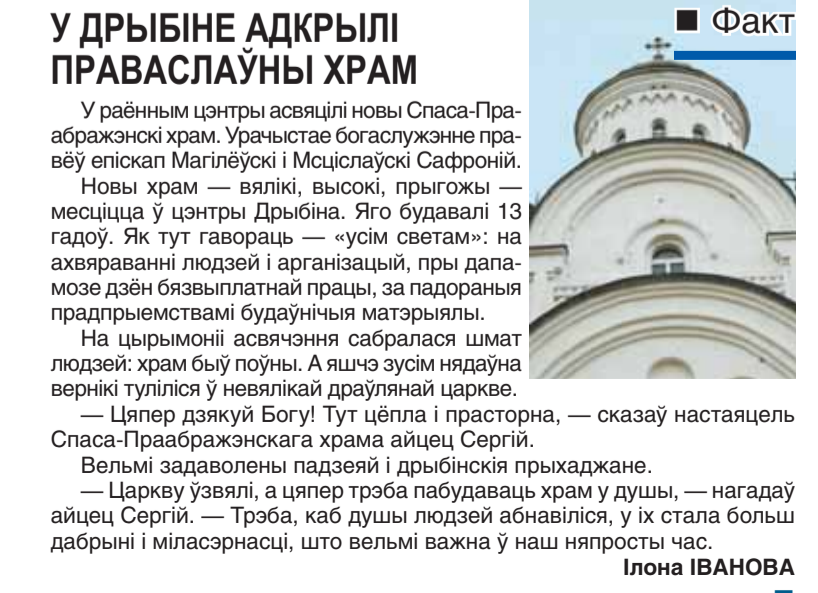 ■ Факт
У ДРЫБІНЕ АДКРЫЛІ
ПРАВАСЛАЎНЫ ХРАМ
У раённым цэнтры асвяцілі новы Спаса-Пра-
абражэнскі храм. Урачыстае богаслужэнне пра-
вёў епіскап Магілёўскі і Мсціслаўскі Сафроній.
Новы храм — вялікі, высокі, прыгожы —
месціцца ў цэнтры Дрыбіна. Яго будавалі 13
гадоў. Як тут гавораць — «усім светам»: на
ахвяраванні людзей і арганізацый, пры дапа-
мозе дзён бязвыплатнай працы, за падораныя
прадпрыемствамі будаўнічыя матэрыялы.
На цырымоніі асвячэння сабралася шмат
людзей: храм быў поўны. А яшчэ зусім нядаўна
вернікі туліліся ў невялікай драўлянай царкве.
— Цяпер дзякуй Богу! Тут цёпла і прасторна, — сказаў настаяцель
Спаса-Праабражэнскага храма айцец Сергій.
Вельмі задаволены падзеяй і дрыбінскія прыхаджане.
— Царкву ўзвялі, а цяпер трэба пабудаваць храм у душы, — нагадаў
айцец Сергій. — Трэба, каб душы людзей абнавіліся, у іх стала больш
дабрыні і міласэрнасці, што вельмі важна ў наш няпросты час.
Ілона ІВАНОВА